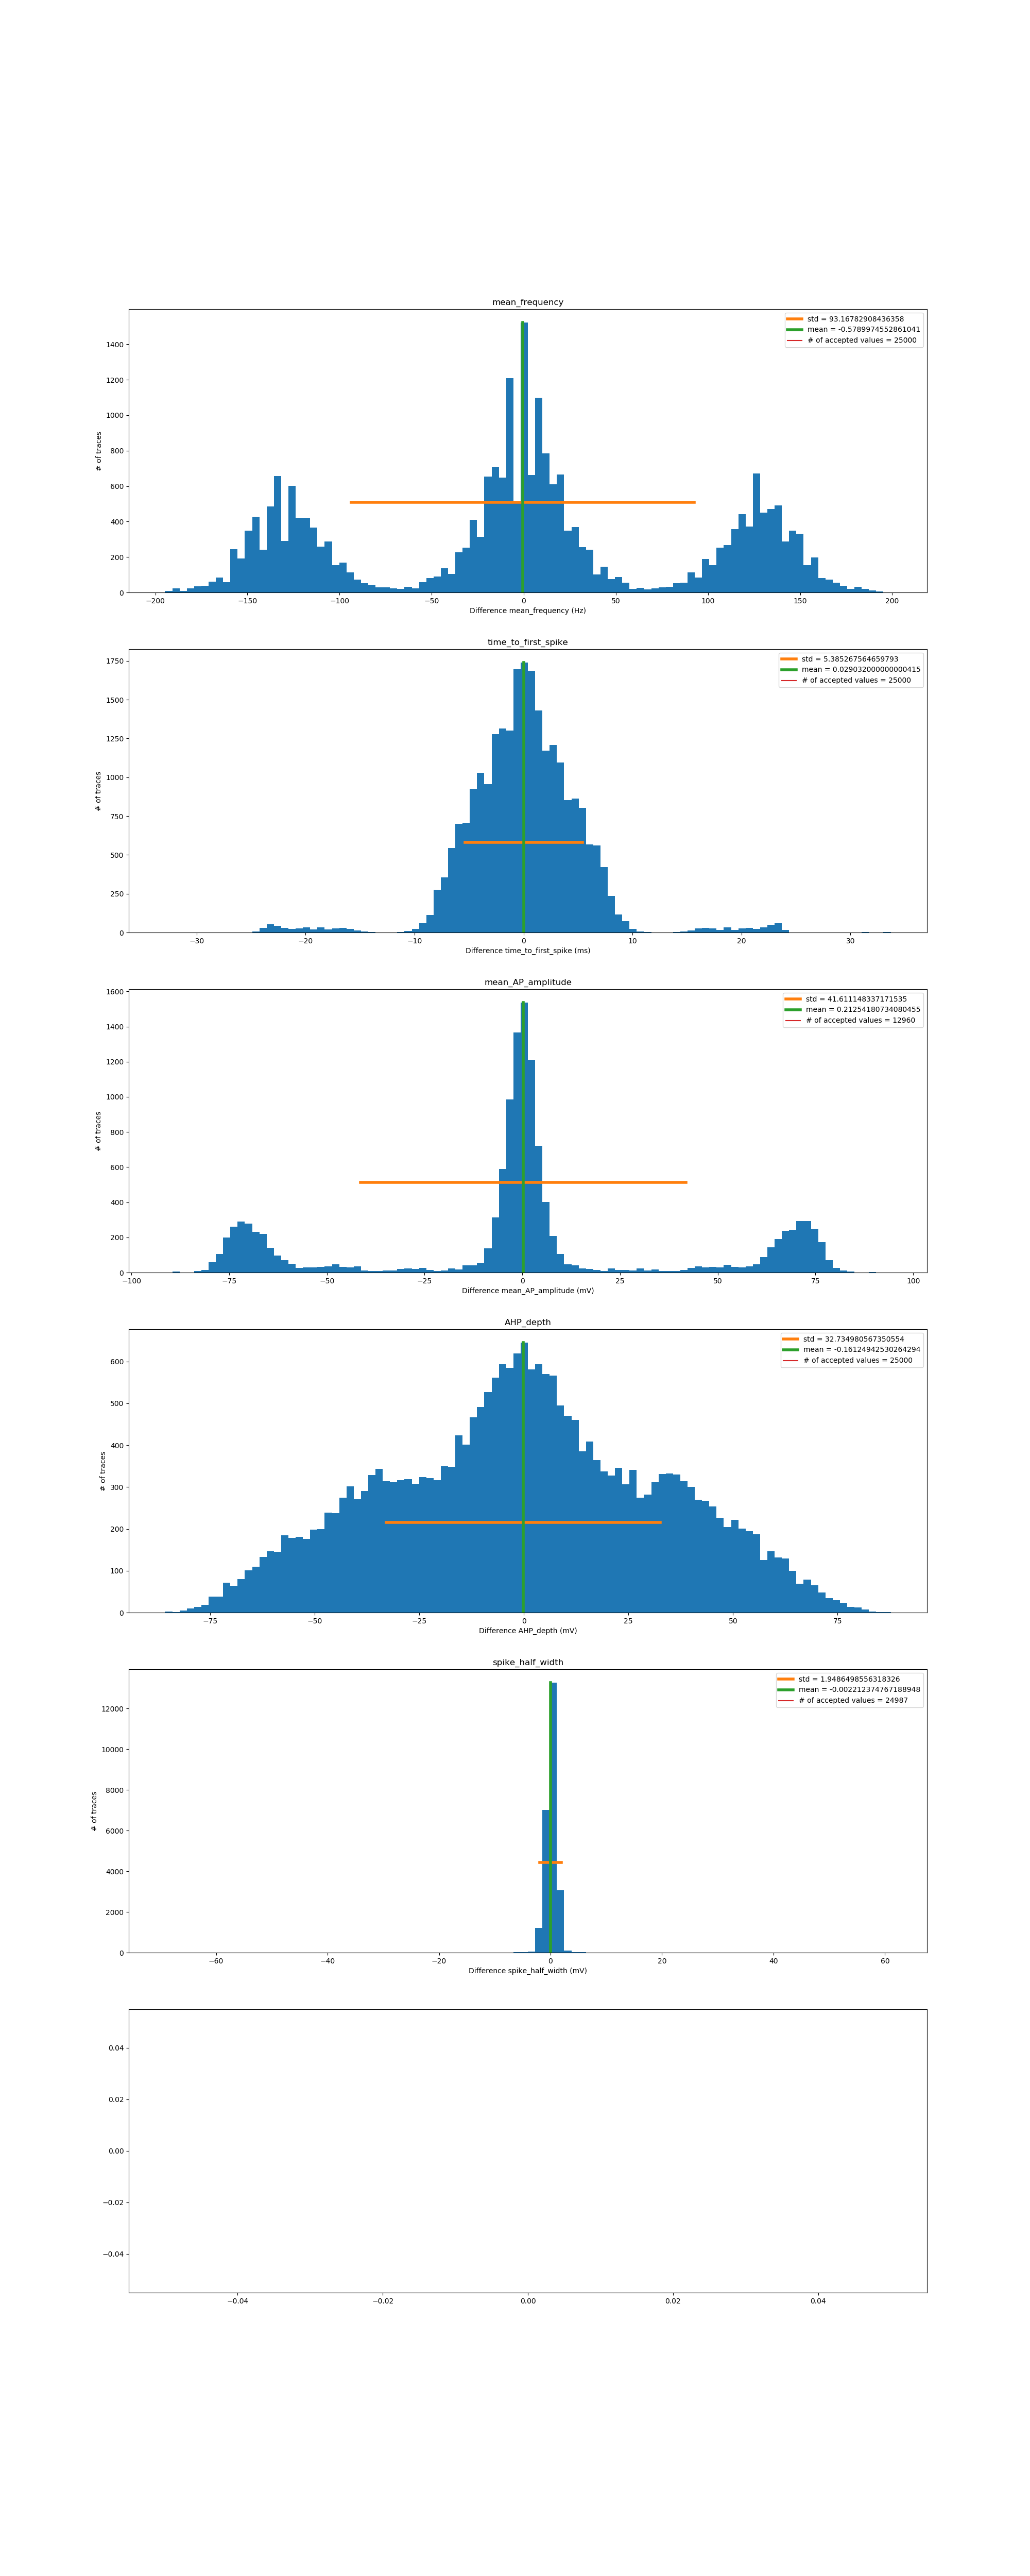 mean_frequency
std = 93.16782908436358
mean = -0.5789974552861041
# of accepted values = 25000
1400
1200
1000
800
600
400
200
0
# of traces
−200 −150 −100 −50 0 50 100 150 200
Difference mean_frequency (Hz)
time_to_first_spike
std = 5.385267564659793
mean = 0.029032000000000415
# of accepted values = 25000
1750
1500
1250
1000
750
500
250
0
# of traces
−30 −20 −10 0 10 20 30
Difference time_to_first_spike (ms)
mean_AP_amplitude
std = 41.611148337171535
mean = 0.21254180734080455
# of accepted values = 12960
1600
1400
1200
1000
800
600
400
200
0
# of traces
−100 −75 −50 −25 0 25 50 75 100
Difference mean_AP_amplitude (mV)
AHP_depth
std = 32.734980567350554
mean = -0.16124942530264294
# of accepted values = 25000
600
500
400
300
200
100
0
# of traces
−75 −50 −25 0 25 50 75
Difference AHP_depth (mV)
spike_half_width
std = 1.9486498556318326
mean = -0.002212374767188948
# of accepted values = 24987
12000
10000
8000
6000
4000
2000
0
# of traces
−60 −40 −20 0 20 40 60
Difference spike_half_width (mV)
0.04
0.02
0.00
−0.02
−0.04
−0.04 −0.02 0.00 0.02 0.04